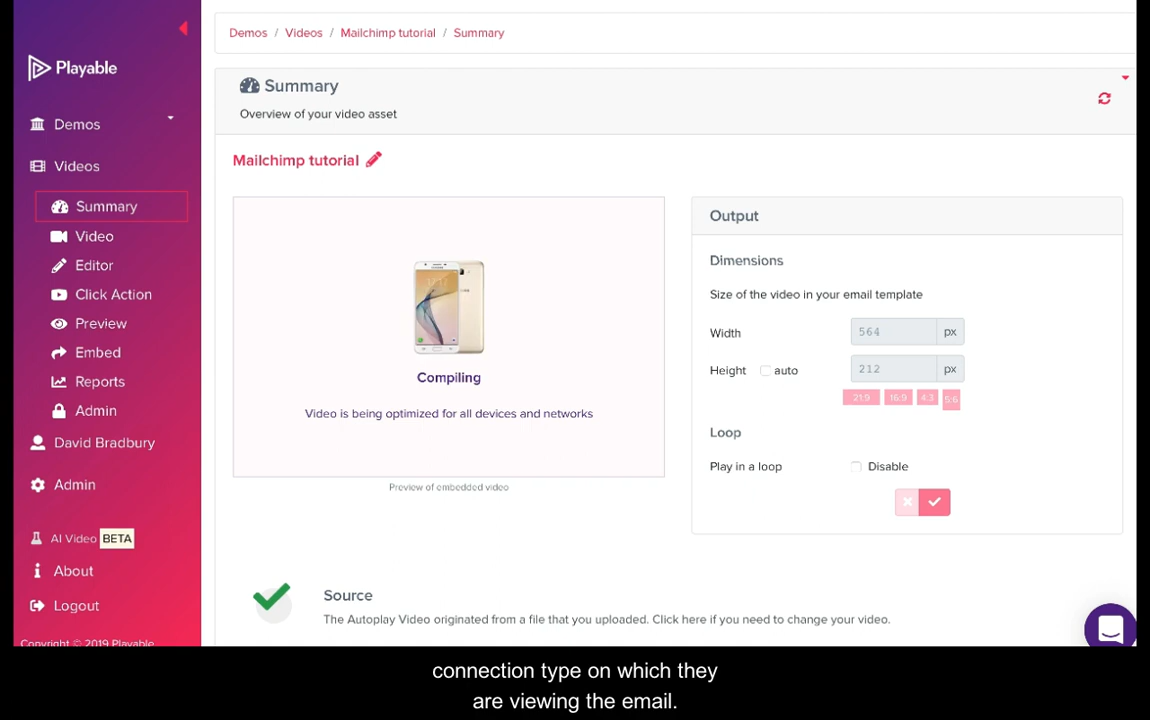 Playable
Demos
Videos
Summary
Video
Editor
Click Action
Preview
Embed
Reports
Admin
David Bradbury
Admin
AI Video BETA
About
Logout
Copyright © 2019 Playable
Demos / Videos / Mailchimp tutorial / Summary
Summary
Overview of your video asset
Mailchimp tutorial
Compiling
Video is being optimized for all devices and networks
Preview of embedded video
Output
Dimensions
Size of the video in your email template
Width 564 px
Height auto 212 px
21:9 16:9 4:3 5:6
Loop
Play in a loop Disable
Source
The Autoplay Video originated from a file that you uploaded. Click here if you need to change your video.
connection type on which they
are viewing the email.